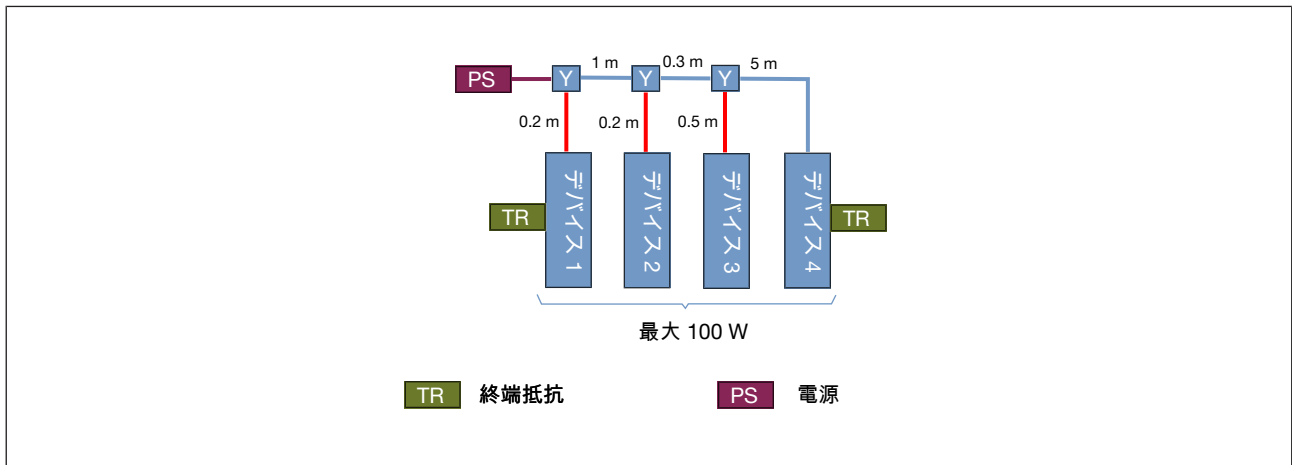 1 m
0.3 m
5 m
PS
Y
Y
Y
0.2 m
0.2 m
0.5 m
デバイス 1
デバイス 2
デバイス 3
デバイス 4
TR
TR
最大 100 W
TR 終端抵抗
PS 電源